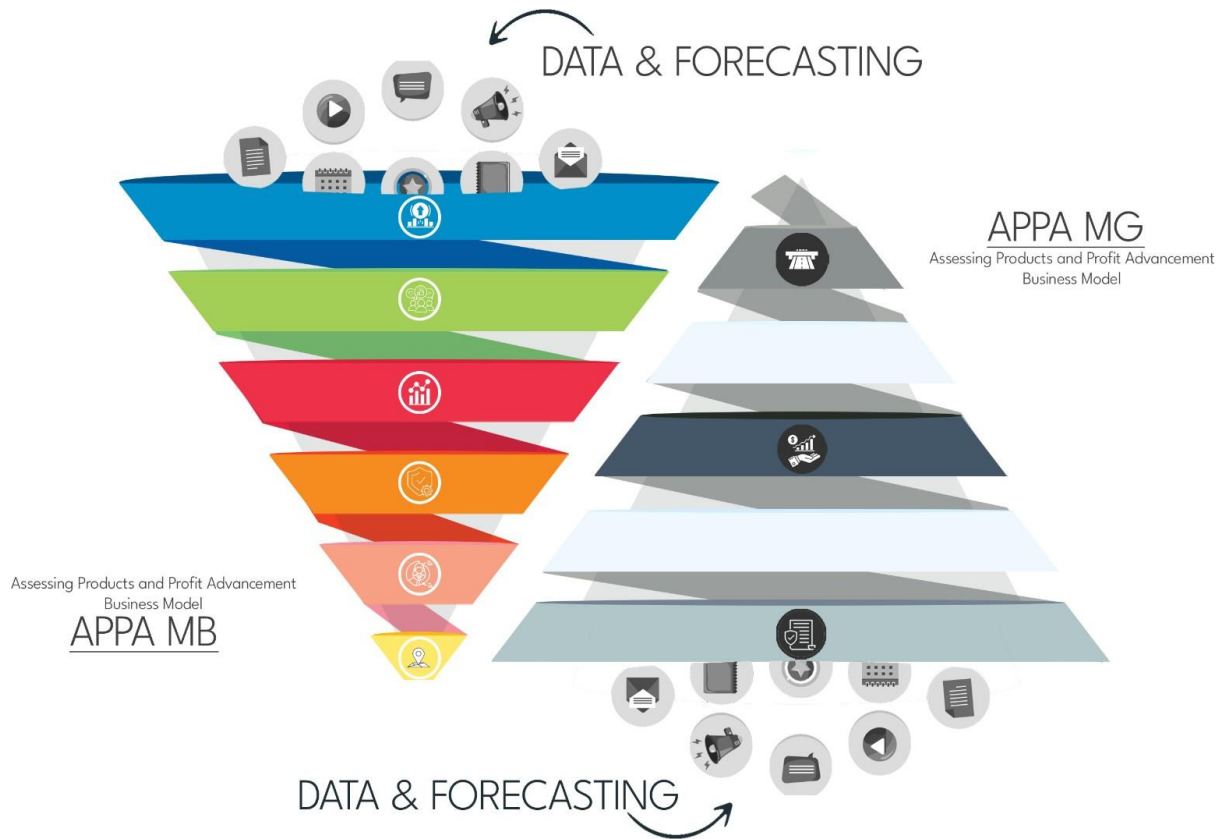 DATA & FORECASTING
APPA MG
Assessing Products and Profit Advancement
Business Model
Assessing Products and Profit Advancement
Business Model
APPA MB
DATA & FORECASTING